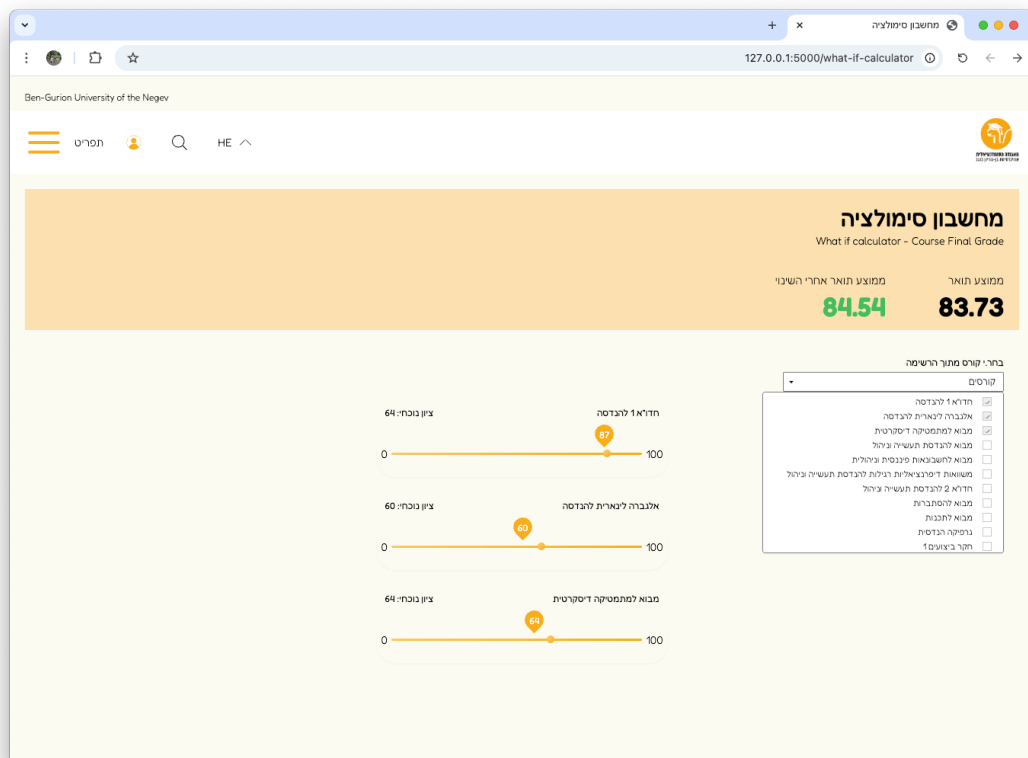 מחשבון סימולציה
127.0.0.1:5000/what-if-calculator
Ben-Gurion University of the Negev
HE
תפריט
מחשבון סימולציה
What if calculator - Course Final Grade
ממוצע תואר
83.73
ממוצע תואר אחרי השינוי
84.54
בחר.י קורס מתוך הרשימה
קורסים
חדו"א 1 להנדסה
אלגברה לינארית להנדסה
מבוא למתמטיקה דיסקרטית
מבוא להנדסת תעשייה וניהול
מבוא לחשבונאות פיננסית וניהולית
משוואות דיפרנציאליות רגילות להנדסת תעשייה וניהול
חדו"א 2 להנדסת תעשייה וניהול
מבוא להסתברות
מבוא לתכנות
גרפיקה הנדסית
חקר ביצועים 1
חדו"א 1 להנדסה
ציון נוכחי: 64
87
100
0
אלגברה לינארית להנדסה
ציון נוכחי: 60
60
100
0
מבוא למתמטיקה דיסקרטית
ציון נוכחי: 64
64
100
0